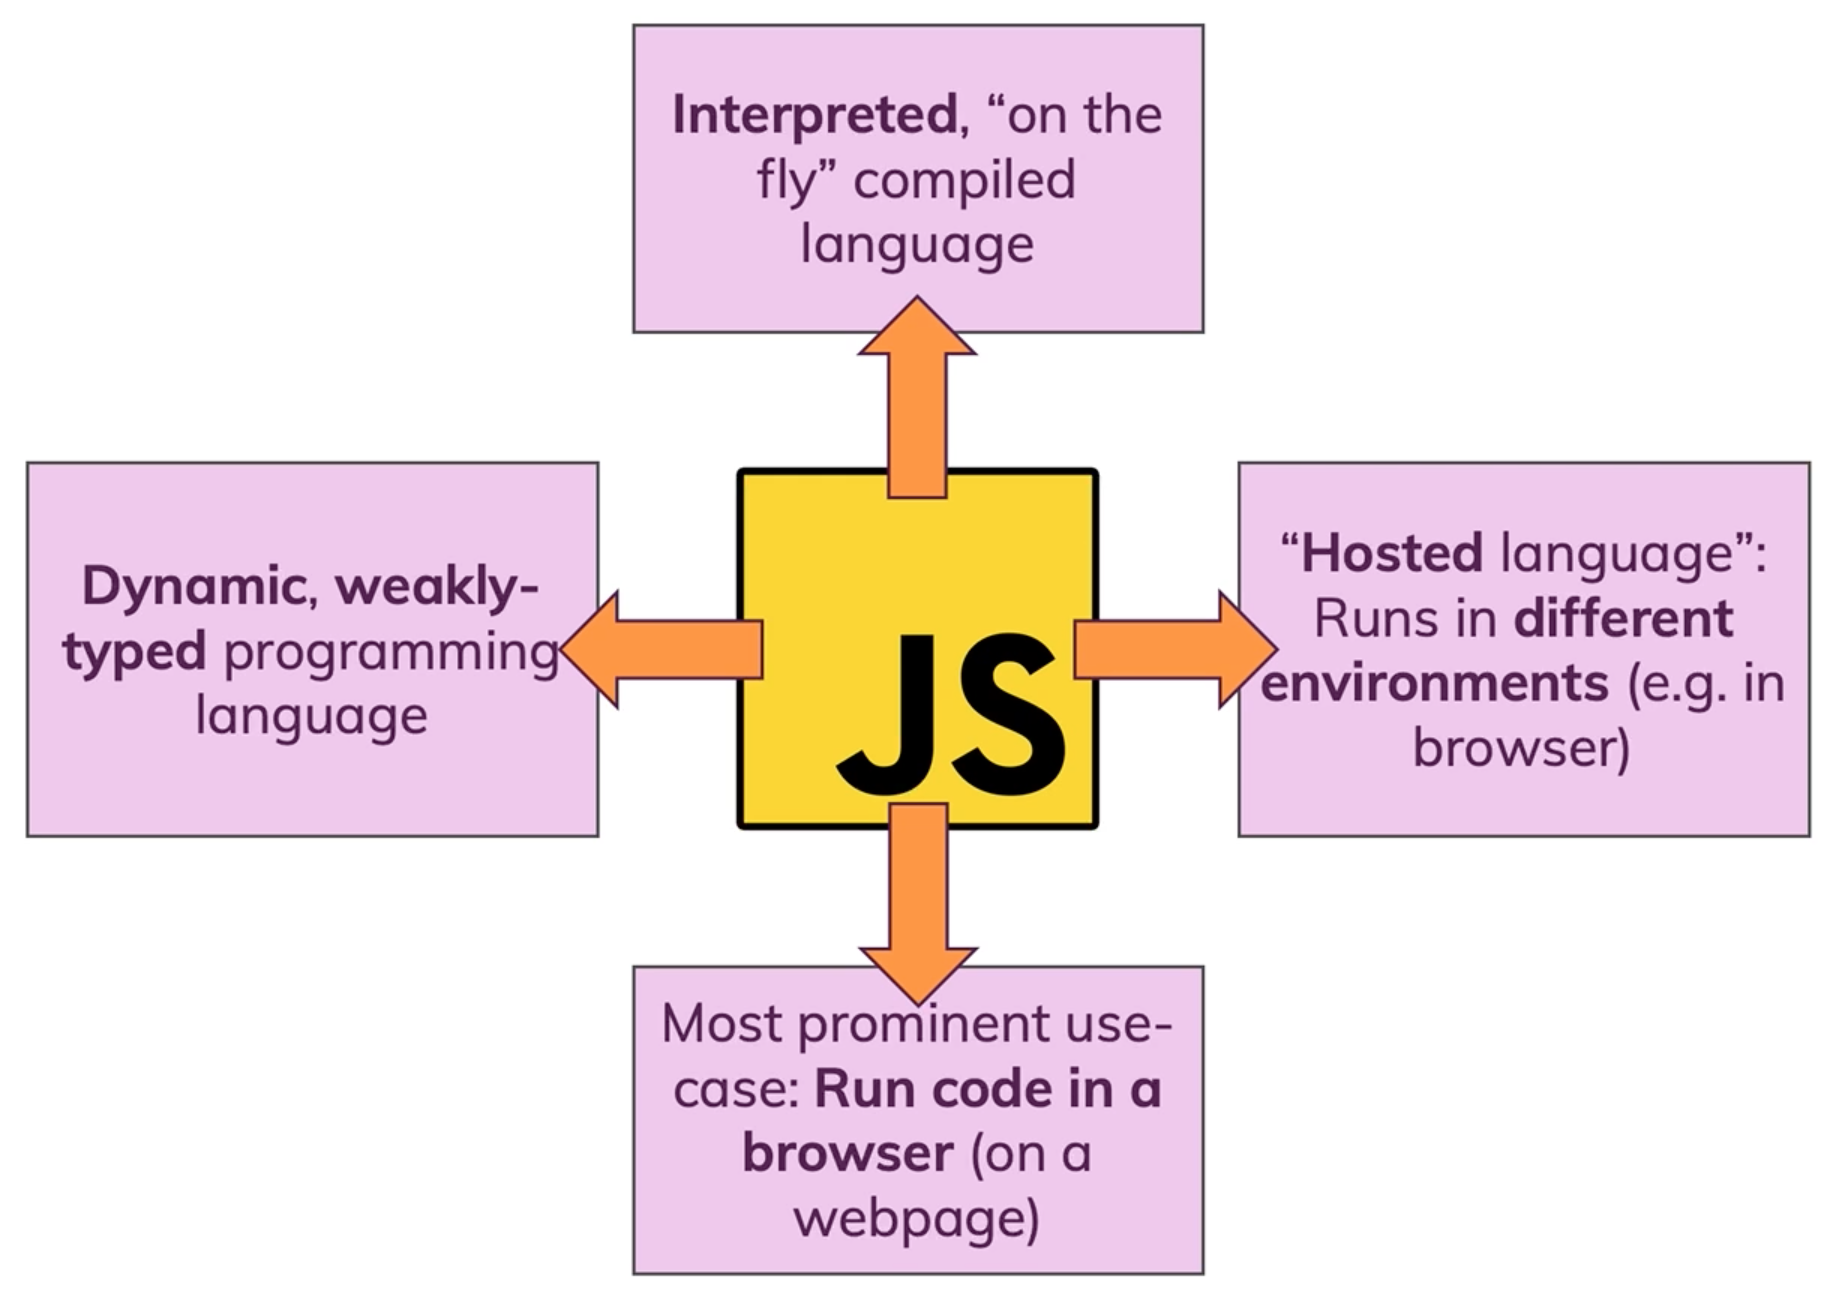 Interpreted, “on the
fly” compiled
language
Dynamic, weakly-
typed programming
language
JS
“Hosted language”:
Runs in different
environments (e.g. in
browser)
Most prominent use-
case: Run code in a
browser (on a
webpage)